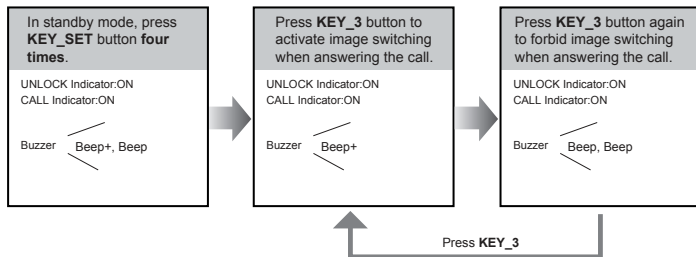 In standby mode, press
KEY_SET button four
times.
UNLOCK Indicator:ON
CALL Indicator:ON
Buzzer Beep+, Beep
Press KEY_3 button to
activate image switching
when answering the call.
UNLOCK Indicator:ON
CALL Indicator:ON
Buzzer Beep+
Press KEY_3 button again
to forbid image switching
when answering the call.
UNLOCK Indicator:ON
CALL Indicator:ON
Buzzer Beep, Beep
Press KEY_3